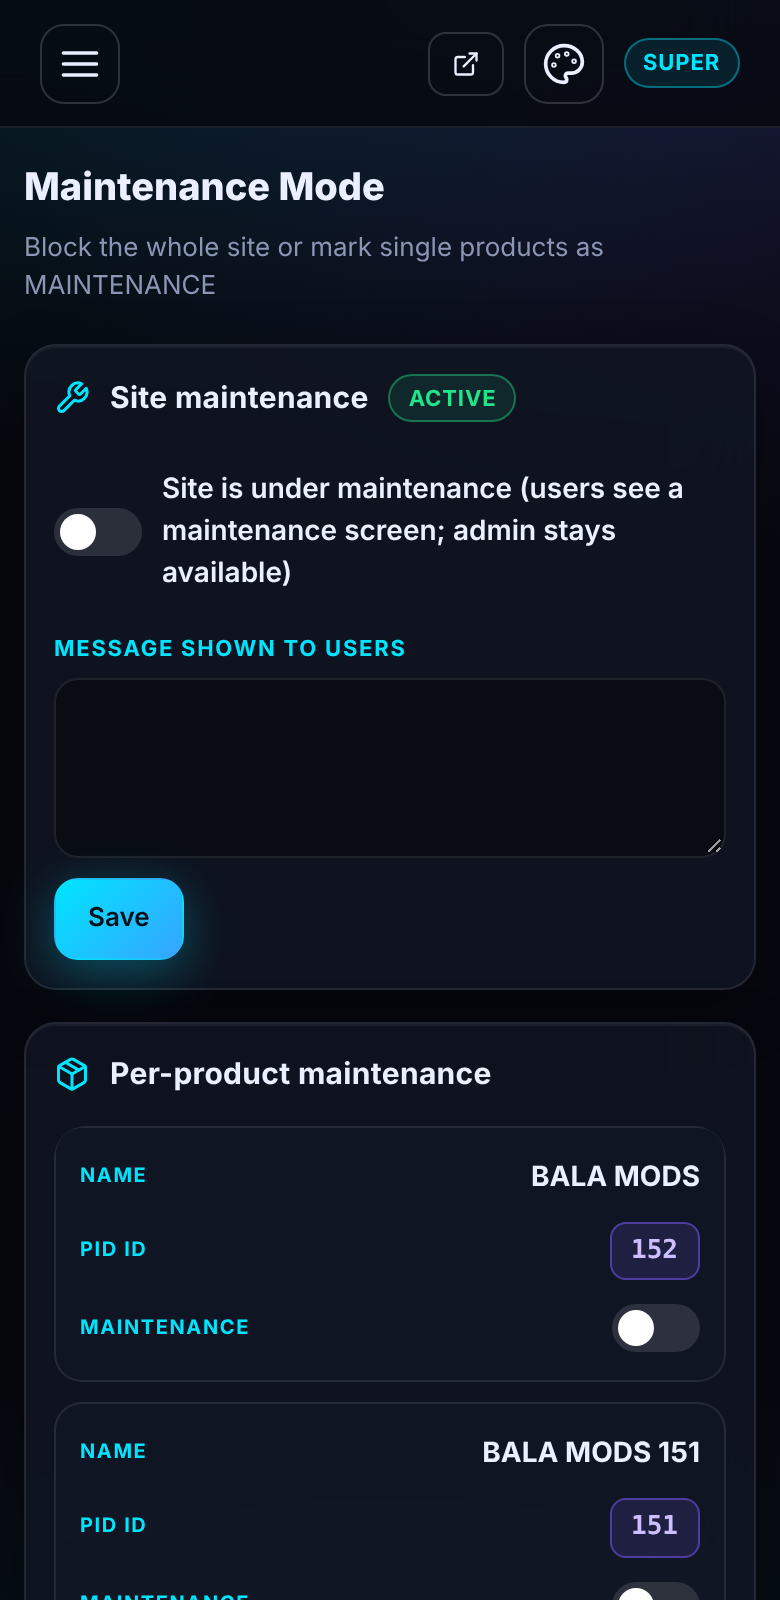 SUPER
Maintenance Mode
Block the whole site or mark single products as
MAINTENANCE
Site maintenance ACTIVE
Site is under maintenance (users see a
maintenance screen; admin stays
available)
MESSAGE SHOWN TO USERS
Save
Per-product maintenance
NAME BALA MODS
PID ID 152
MAINTENANCE
NAME BALA MODS 151
PID ID 151
MAINTENANCE